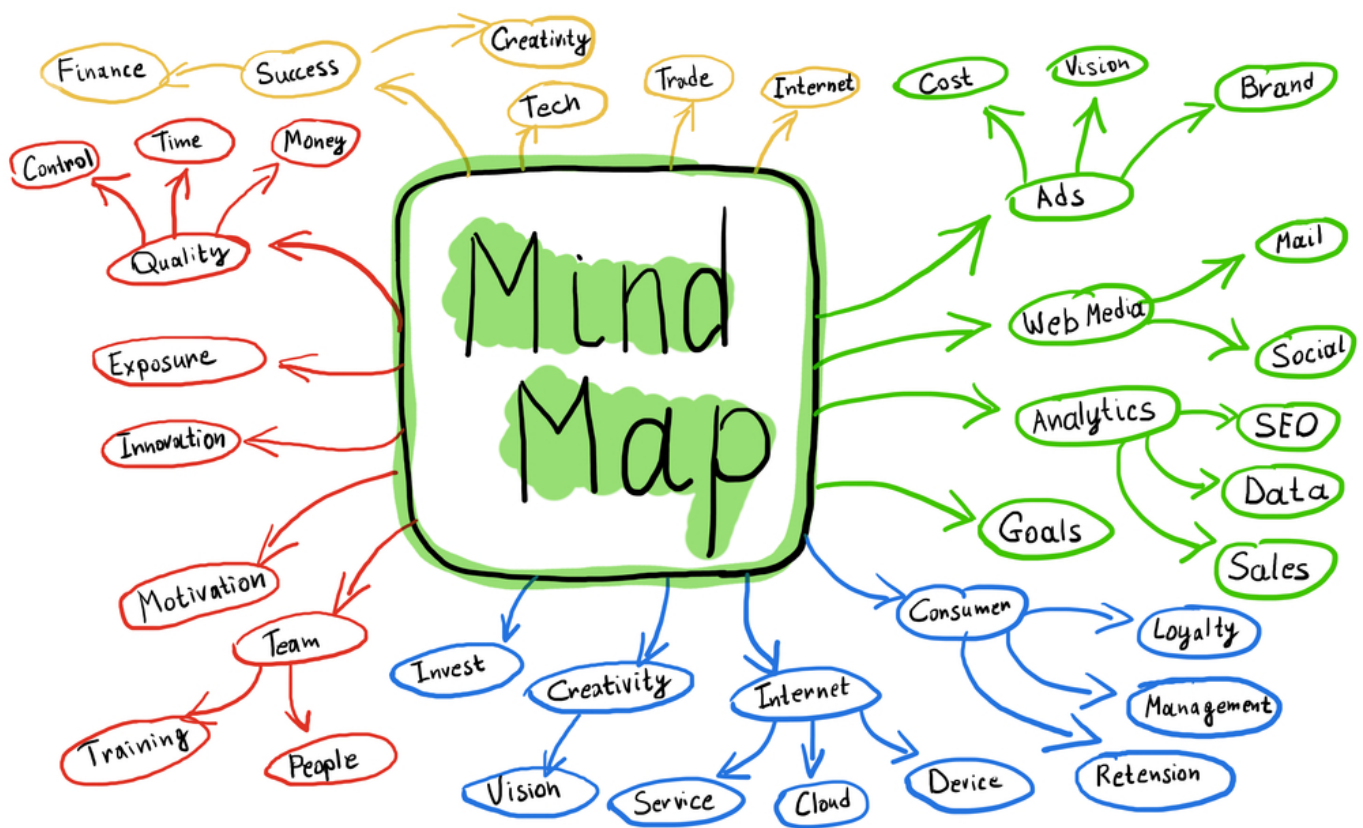 Mind
Map
Finance
Success
Creativity
Tech
Trade
Internet
Control
Time
Money
Quality
Exposure
Innovation
Motivation
Team
Training
People
Cost
Vision
Brand
Ads
Web Media
Mail
Social
Analytics
SEO
Data
Sales
Goals
Invest
Creativity
Vision
Internet
Service
Cloud
Device
Consumer
Loyalty
Management
Retension